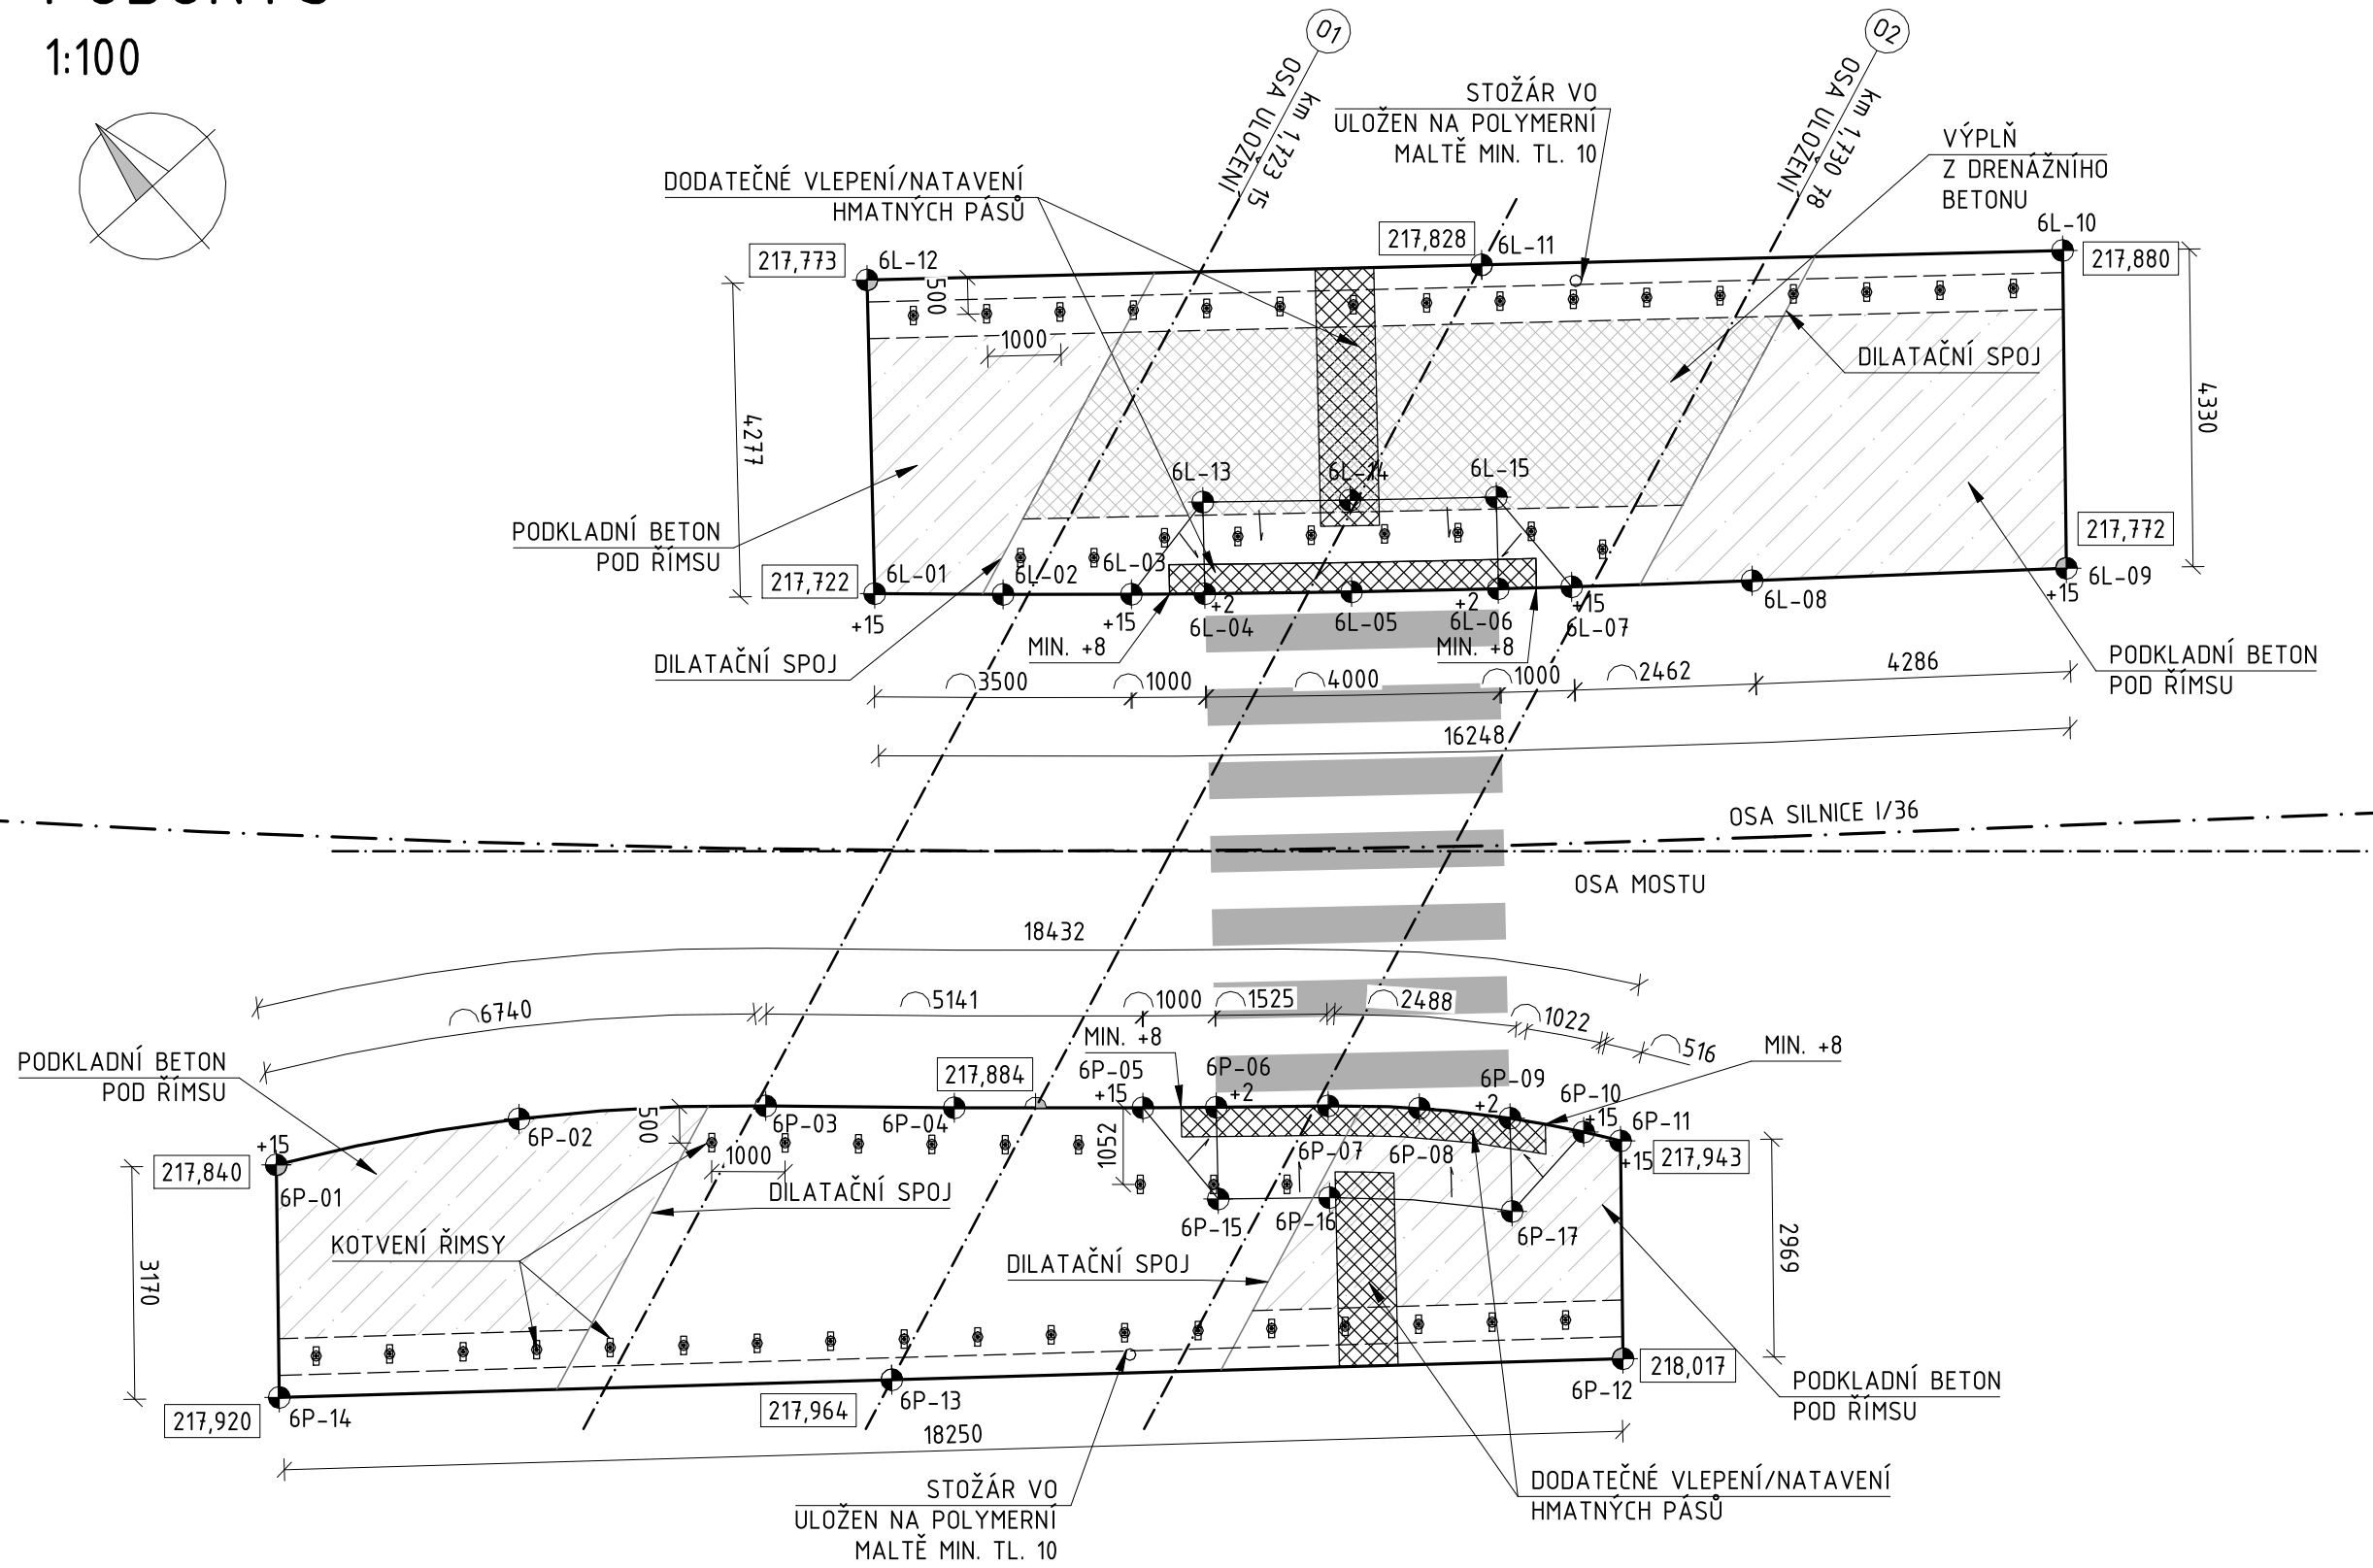 1:100
01
OSA ULOŽENÍ
km 1,723 15
02
OSA ULOŽENÍ
km 1,730 78
STOŽÁR VO
ULOŽEN NA POLYMERNÍ
MALTĚ MIN. TL. 10
VÝPLŇ
Z DRENÁŽNÍHO
BETONU
DODATEČNÉ VLEPENÍ/NATAVENÍ
HMATNÝCH PÁSŮ
217,773
6L-12
217,828
6L-11
6L-10
217,880
500
1000
DILATAČNÍ SPOJ
4277
4330
6L-13
6L-14
6L-15
PODKLADNÍ BETON
POD ŘÍMSU
217,772
217,722
6L-01
6L-02
6L-03
6L-09
+15
+15
+15
+2
6L-04
6L-05
+2
6L-06
+15
6L-07
6L-08
MIN. +8
MIN. +8
DILATAČNÍ SPOJ
PODKLADNÍ BETON
POD ŘÍMSU
3500
1000
4000
1000
2462
4286
16248
OSA SILNICE I/36
OSA MOSTU
18432
6740
5141
1000
1525
2488
1022
516
MIN. +8
MIN. +8
PODKLADNÍ BETON
POD ŘÍMSU
217,884
6P-05
+15
6P-06
+2
6P-09
+2
6P-10
+15
6P-11
+15
217,943
+15
217,840
6P-01
6P-02
500
6P-03
6P-04
1052
6P-07
6P-08
1000
DILATAČNÍ SPOJ
6P-15
6P-16
6P-17
KOTVENÍ ŘIMSY
DILATAČNÍ SPOJ
3170
2969
217,920
6P-14
217,964
6P-13
6P-12
218,017
PODKLADNÍ BETON
POD ŘÍMSU
18250
STOŽÁR VO
ULOŽEN NA POLYMERNÍ
MALTĚ MIN. TL. 10
DODATEČNÉ VLEPENÍ/NATAVENÍ
HMATNÝCH PÁSŮ